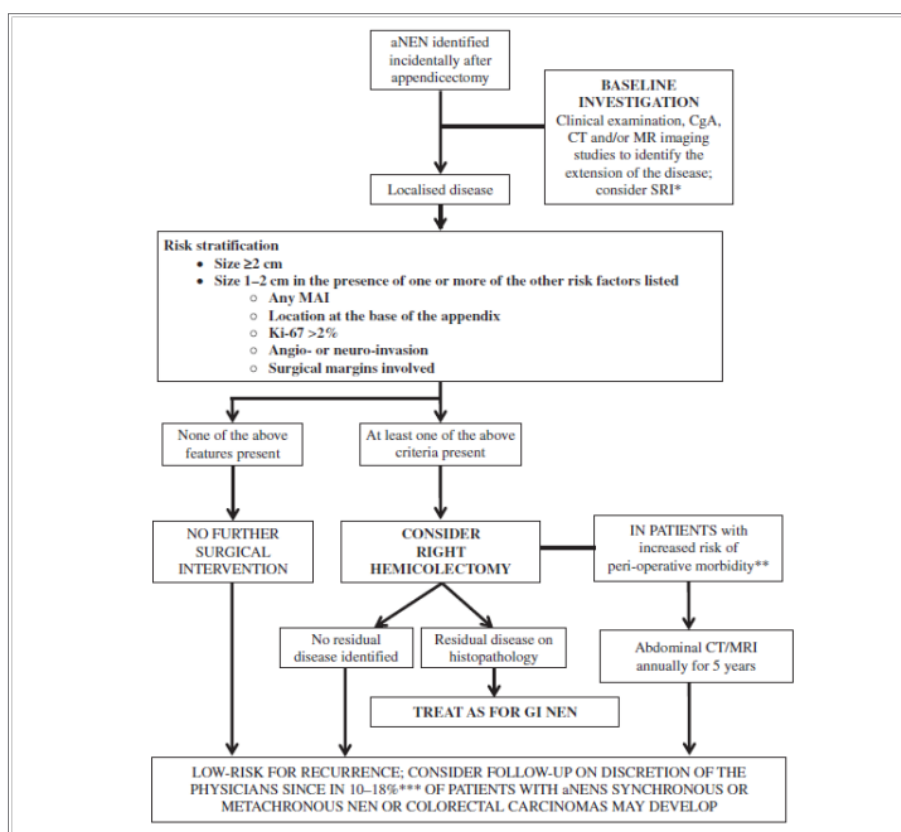 aNEN identified
incidentally after
appendicectomy
BASELINE
INVESTIGATION
Clinical examination, CgA,
CT and/or MR imaging
studies to identify the
extension of the disease;
consider SRI*
Localised disease
Risk stratification
• Size ≥2 cm
• Size 1–2 cm in the presence of one or more of the other risk factors listed
○ Any MAI
○ Location at the base of the appendix
○ Ki-67 >2%
○ Angio- or neuro-invasion
○ Surgical margins involved
None of the above
features present
At least one of the above
criteria present
NO FURTHER
SURGICAL
INTERVENTION
CONSIDER
RIGHT
HEMICOLECTOMY
IN PATIENTS with
increased risk of
peri-operative morbidity**
No residual
disease identified
Residual disease on
histopathology
Abdominal CT/MRI
annually for 5 years
TREAT AS FOR GI NEN
LOW-RISK FOR RECURRENCE; CONSIDER FOLLOW-UP ON DISCRETION OF THE
PHYSICIANS SINCE IN 10–18%*** OF PATIENTS WITH aNENS SYNCHRONOUS OR
METACHRONOUS NEN OR COLORECTAL CARCINOMAS MAY DEVELOP